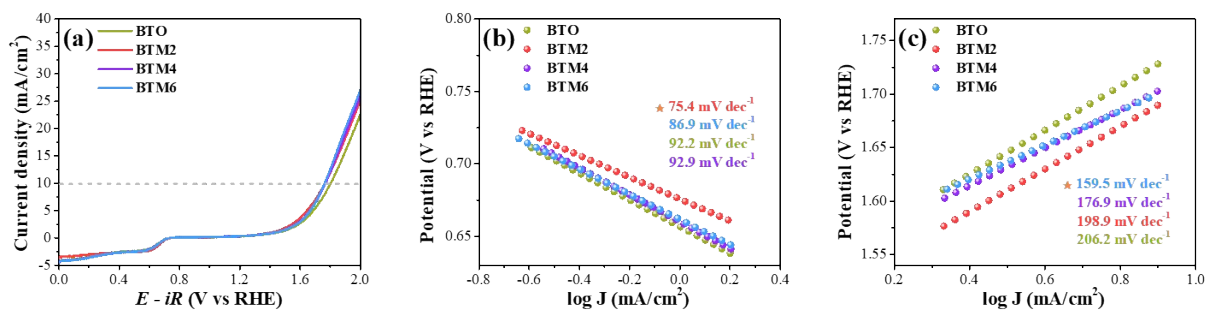 (a)
BTO
BTM2
BTM4
BTM6
Current density (mA/cm²)
40
35
30
25
20
15
10
5
0
-5
0.0 0.4 0.8 1.2 1.6 2.0
E - iR (V vs RHE)
(b)
BTO
BTM2
BTM4
BTM6
★ 75.4 mV dec⁻¹
86.9 mV dec⁻¹
92.2 mV dec⁻¹
92.9 mV dec⁻¹
Potential (V vs RHE)
0.80
0.75
0.70
0.65
-0.8 -0.6 -0.4 -0.2 0.0 0.2 0.4
log J (mA/cm²)
(c)
BTO
BTM2
BTM4
BTM6
★ 159.5 mV dec⁻¹
176.9 mV dec⁻¹
198.9 mV dec⁻¹
206.2 mV dec⁻¹
Potential (V vs RHE)
1.75
1.70
1.65
1.60
1.55
0.2 0.4 0.6 0.8 1.0
log J (mA/cm²)